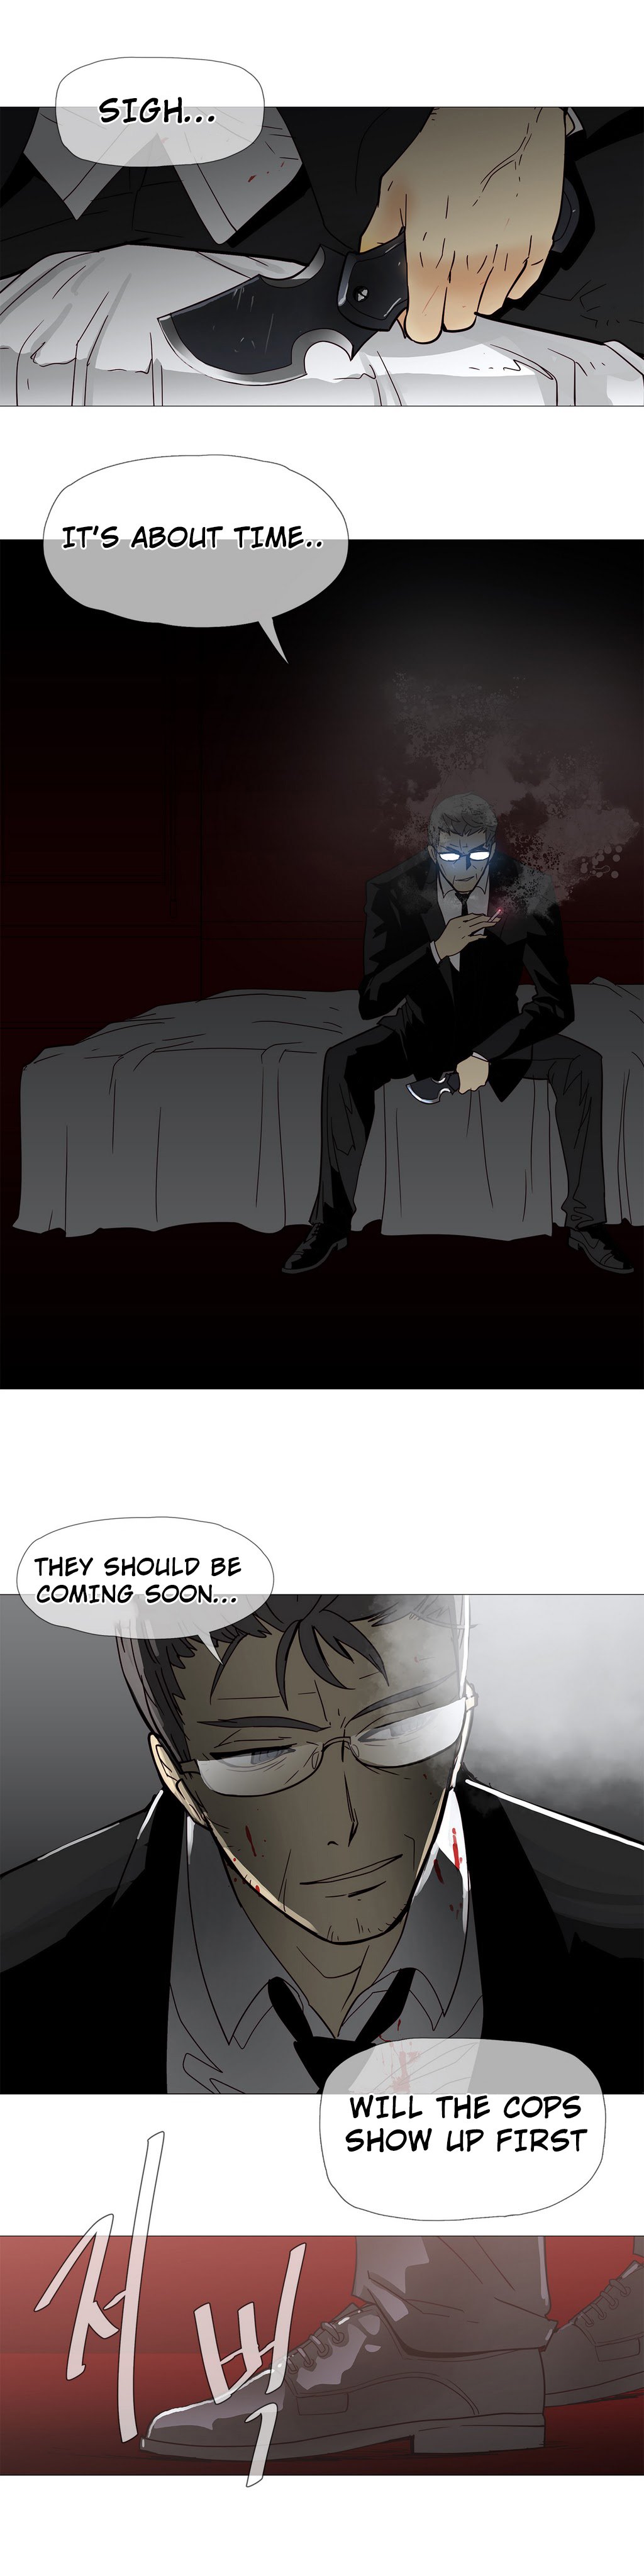 SIGH...
IT'S ABOUT TIME..
THEY SHOULD BE
COMING SOON...
WILL THE COPS
SHOW UP FIRST
저벅